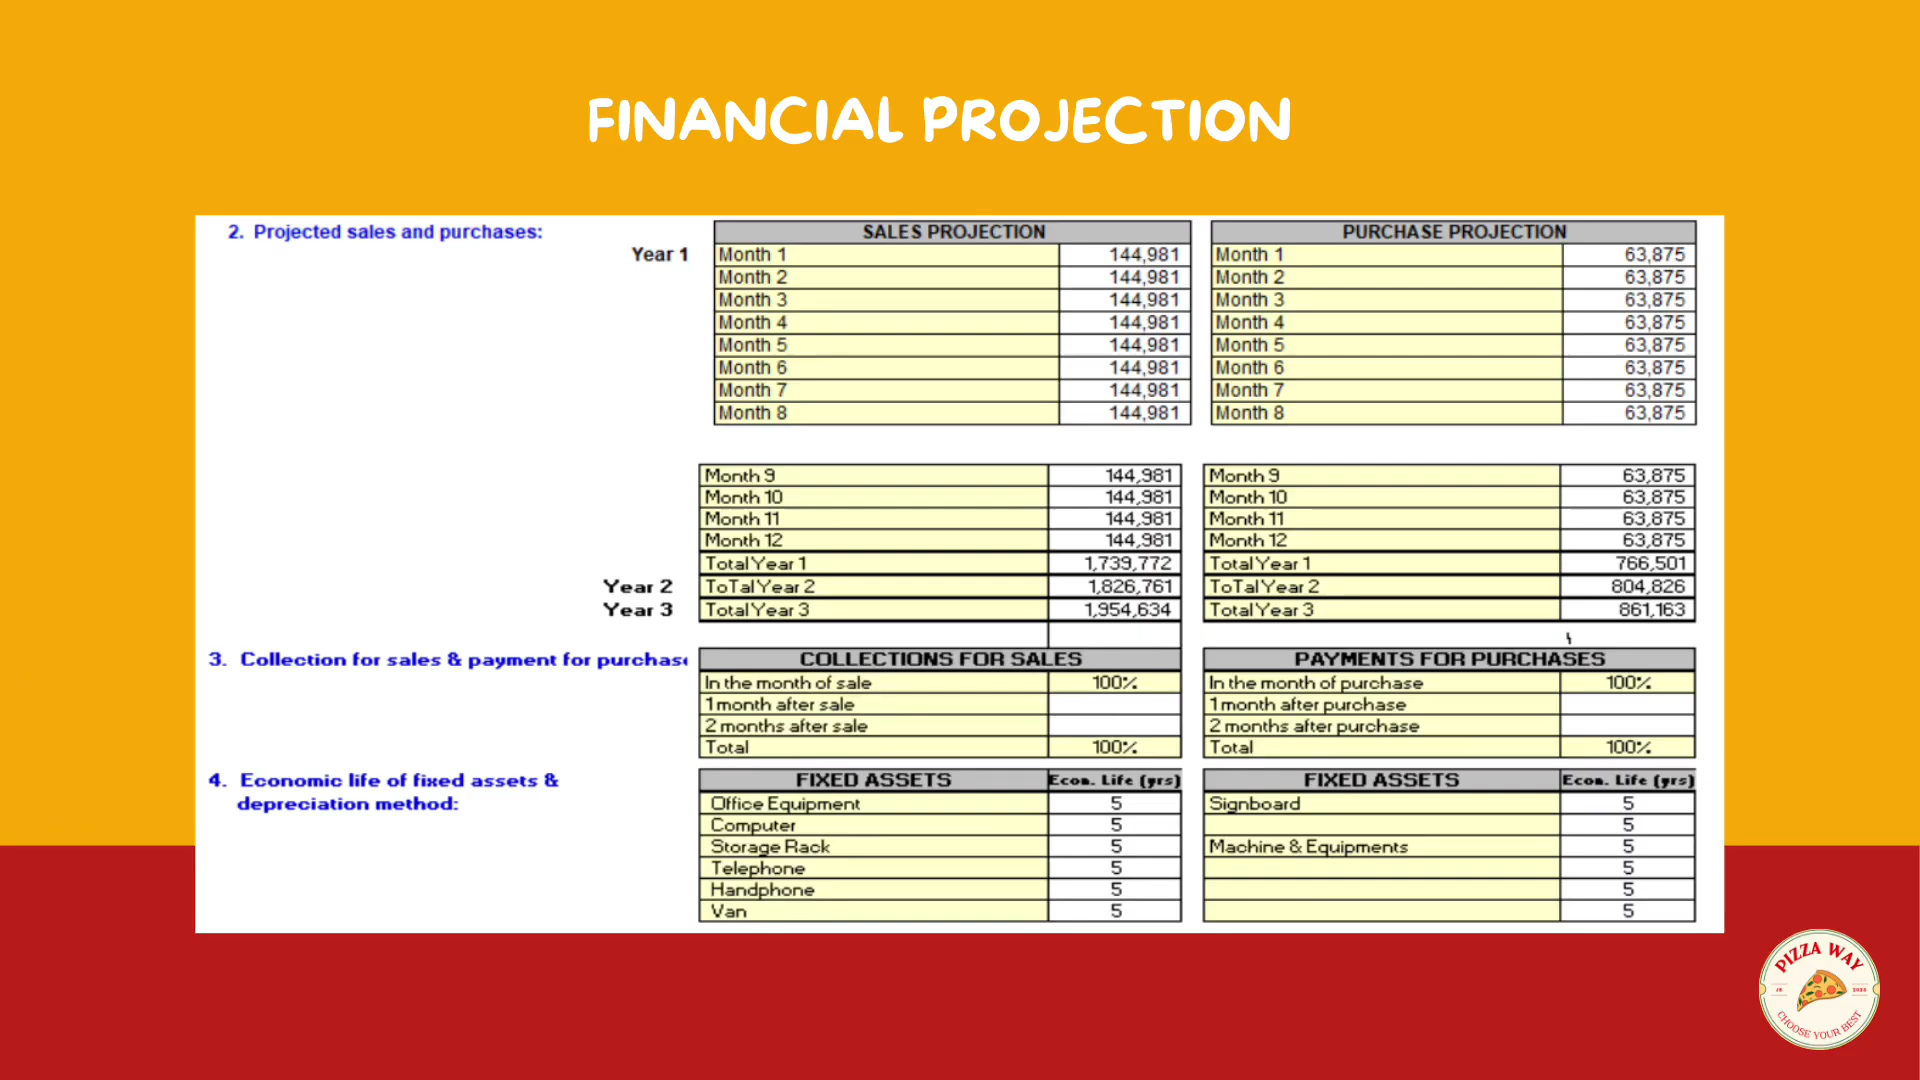 FINANCIAL PROJECTION
2. Projected sales and purchases:
SALES PROJECTION PURCHASE PROJECTION
Year 1 Month 1 144,981 Month 1 63,875
Month 2 144,981 Month 2 63,875
Month 3 144,981 Month 3 63,875
Month 4 144,981 Month 4 63,875
Month 5 144,981 Month 5 63,875
Month 6 144,981 Month 6 63,875
Month 7 144,981 Month 7 63,875
Month 8 144,981 Month 8 63,875
Month 9 144,981 Month 9 63,875
Month 10 144,981 Month 10 63,875
Month 11 144,981 Month 11 63,875
Month 12 144,981 Month 12 63,875
Total Year 1 1,739,772 Total Year 1 766,501
Year 2 ToTal Year 2 1,826,761 ToTal Year 2 804,826
Year 3 Total Year 3 1,954,634 Total Year 3 861,163
3. Collection for sales & payment for purchase
COLLECTIONS FOR SALES PAYMENTS FOR PURCHASES
In the month of sale 100% In the month of purchase 100%
1 month after sale 1 month after purchase
2 months after sale 2 months after purchase
Total 100% Total 100%
4. Economic life of fixed assets &
depreciation method:
FIXED ASSETS Econ. Life (yrs) FIXED ASSETS Econ. Life (yrs)
Office Equipment 5 Signboard 5
Computer 5 5
Storage Rack 5 Machine & Equipments 5
Telephone 5 5
Handphone 5 5
Van 5 5
PIZZA WAY
CHOOSE YOUR BEST